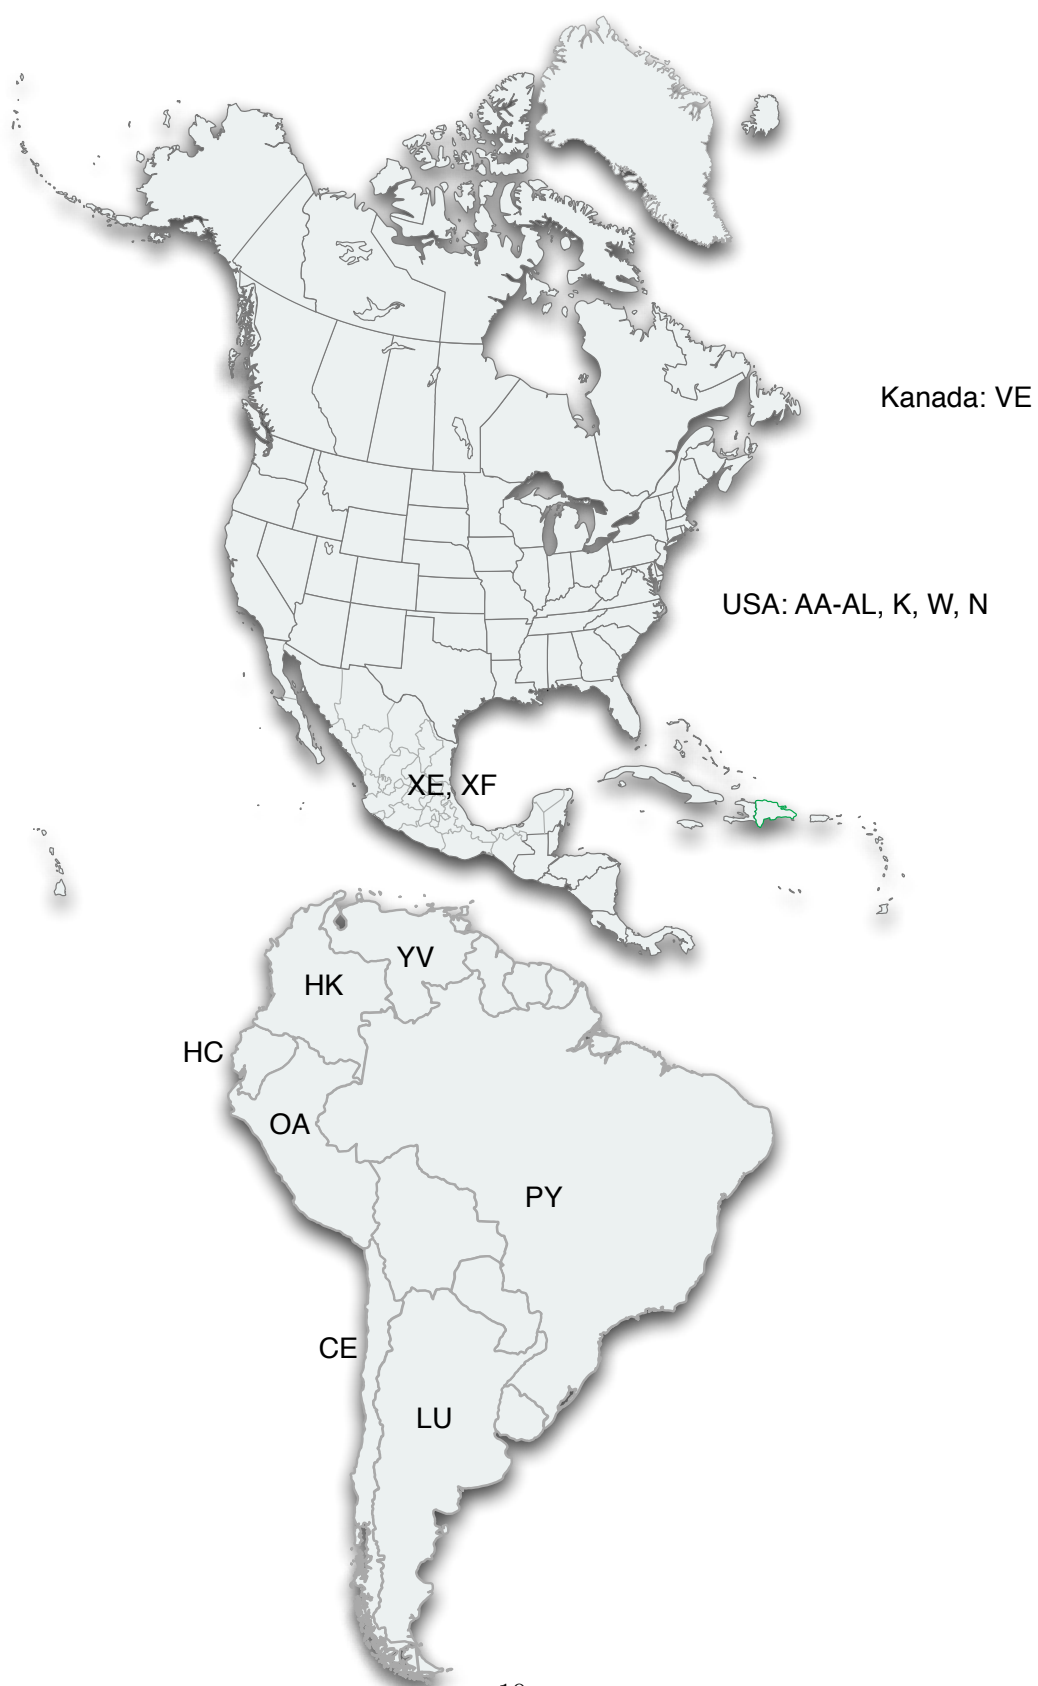 Kanada: VE
USA: AA-AL, K, W, N
XE, XF
YV
HK
HC
OA
PY
CE
LU